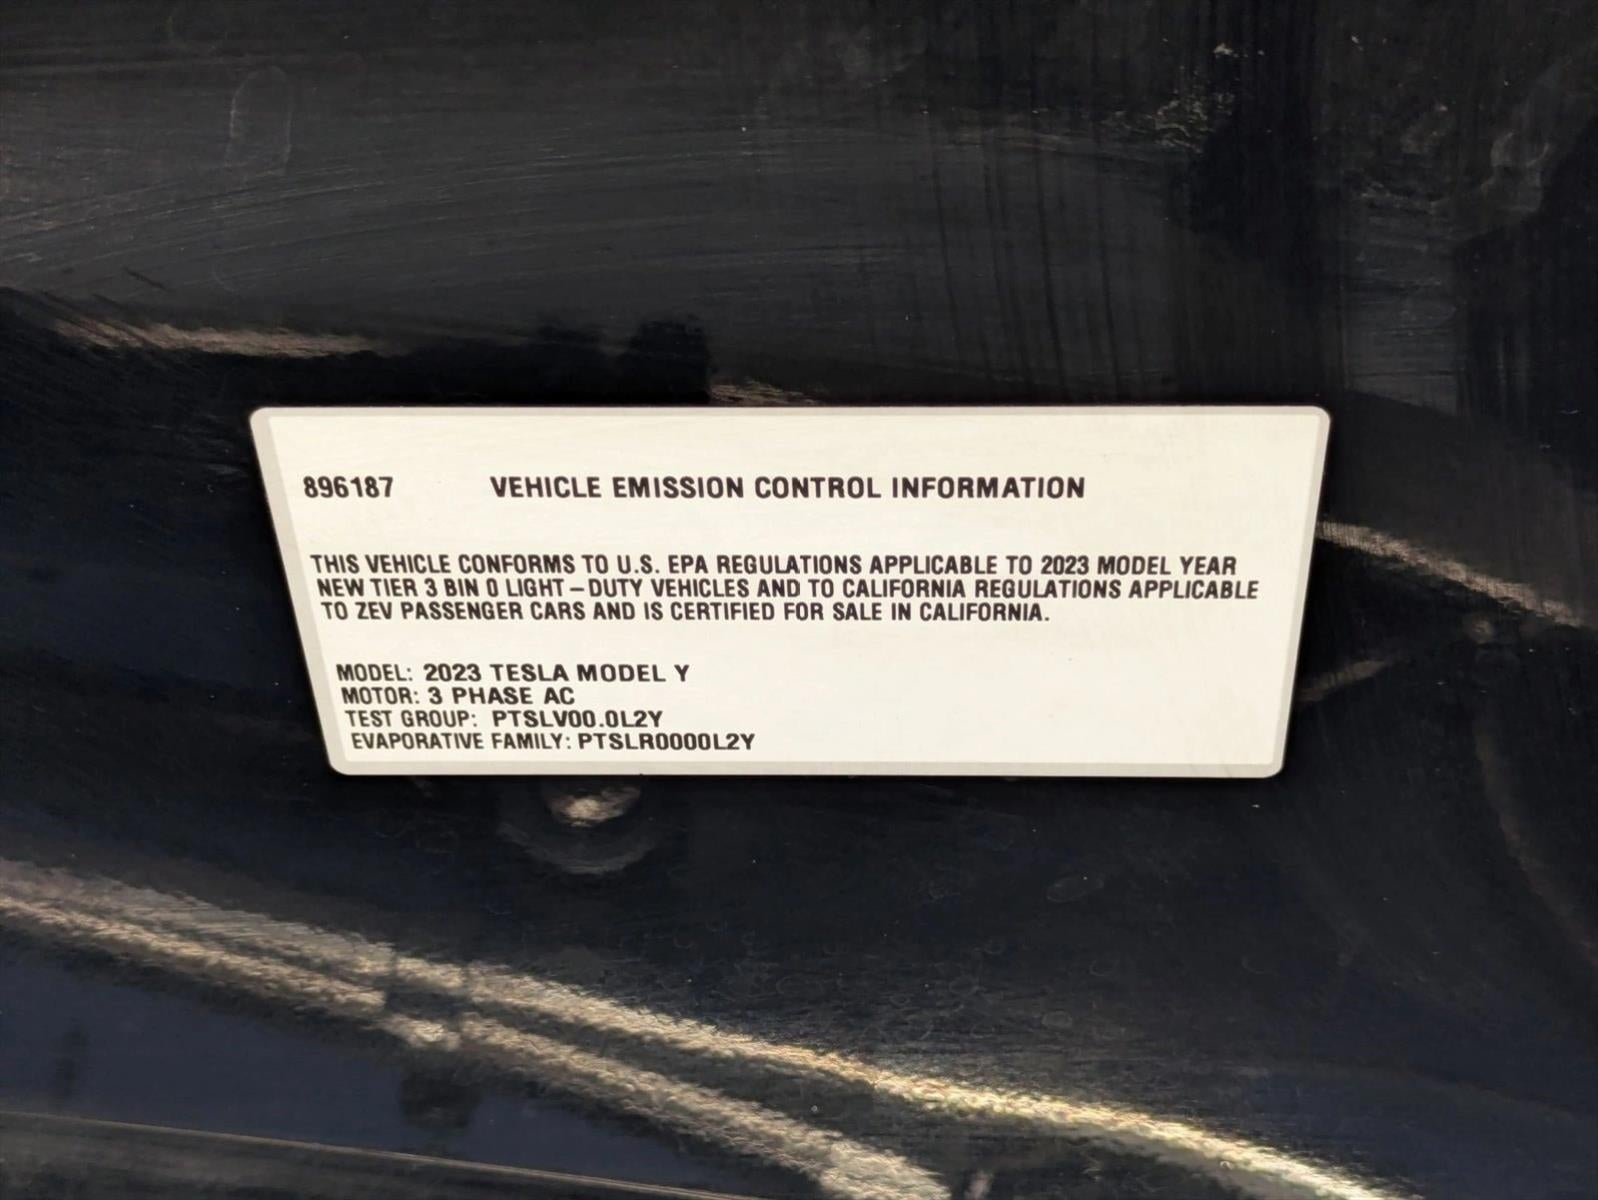 896187 VEHICLE EMISSION CONTROL INFORMATION
THIS VEHICLE CONFORMS TO U.S. EPA REGULATIONS APPLICABLE TO 2023 MODEL YEAR
NEW TIER 3 BIN 0 LIGHT-DUTY VEHICLES AND TO CALIFORNIA REGULATIONS APPLICABLE
TO ZEV PASSENGER CARS AND IS CERTIFIED FOR SALE IN CALIFORNIA.
MODEL: 2023 TESLA MODEL Y
MOTOR: 3 PHASE AC
TEST GROUP: PTSLV00.0L2Y
EVAPORATIVE FAMILY: PTSLR0000L2Y